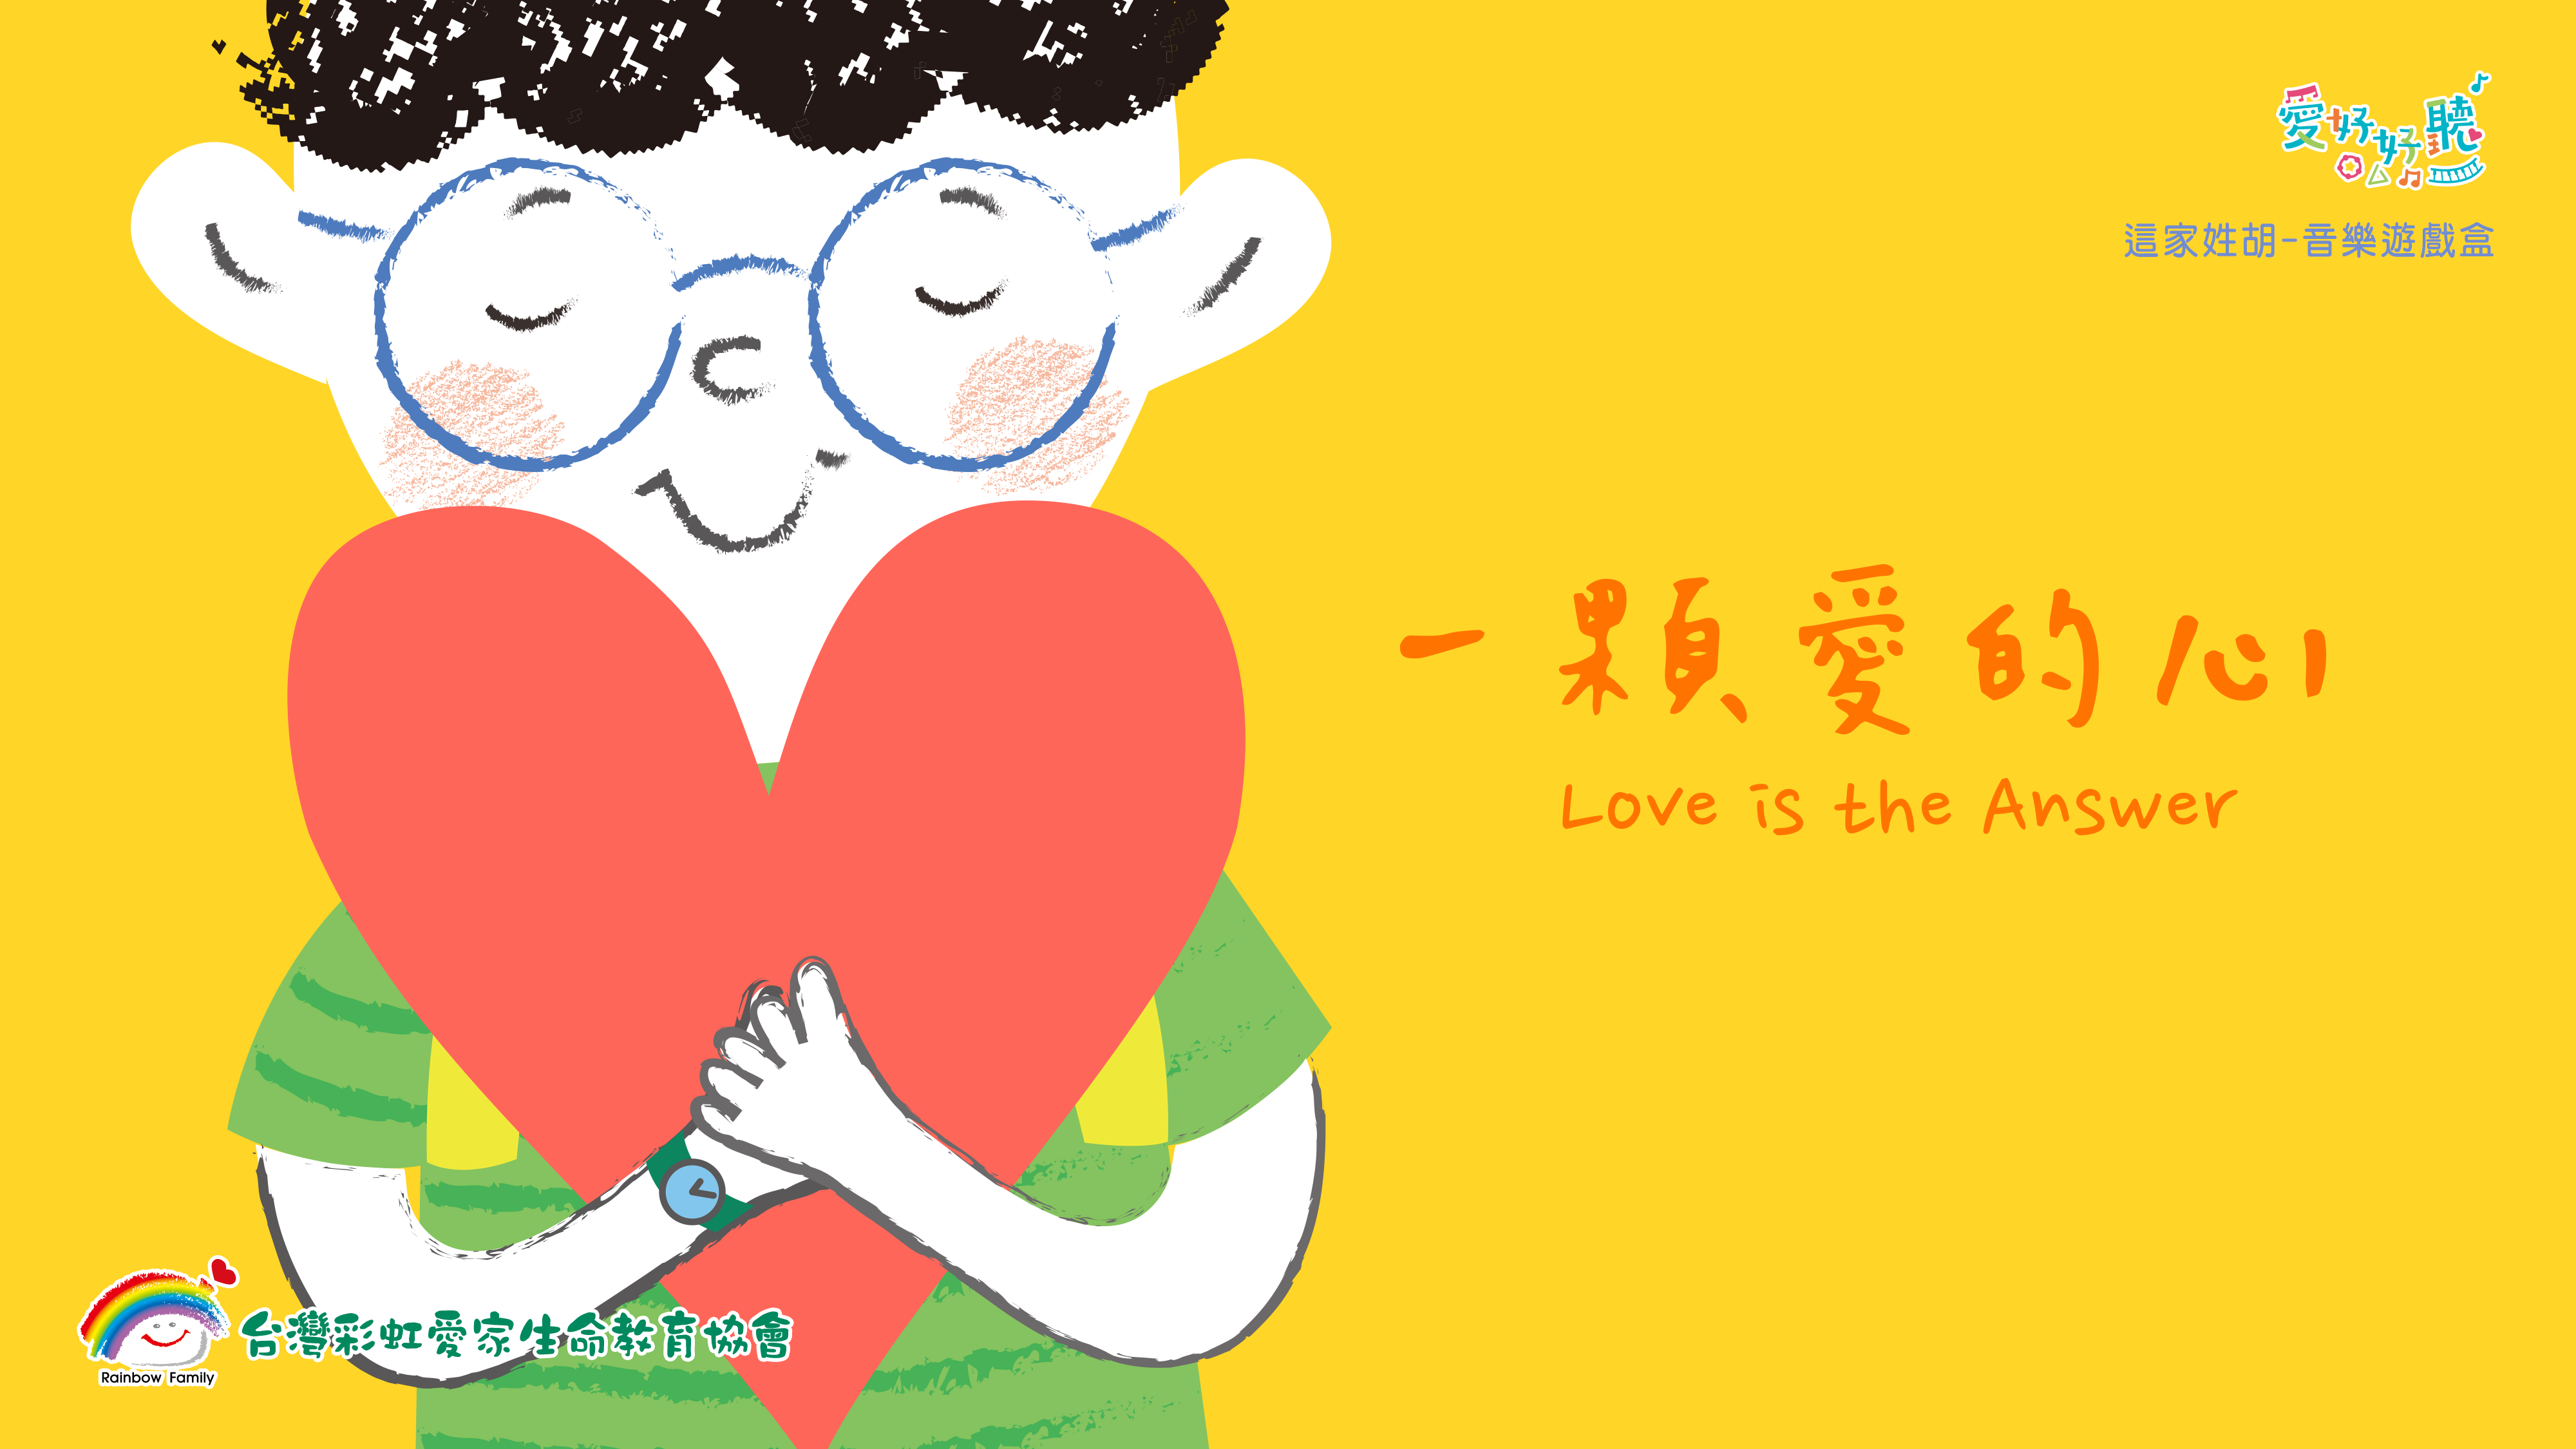 愛好好聽
這家姓胡-音樂遊戲盒
一顆愛的心
Love is the Answer
台灣彩虹愛家生命教育協會
Rainbow Family